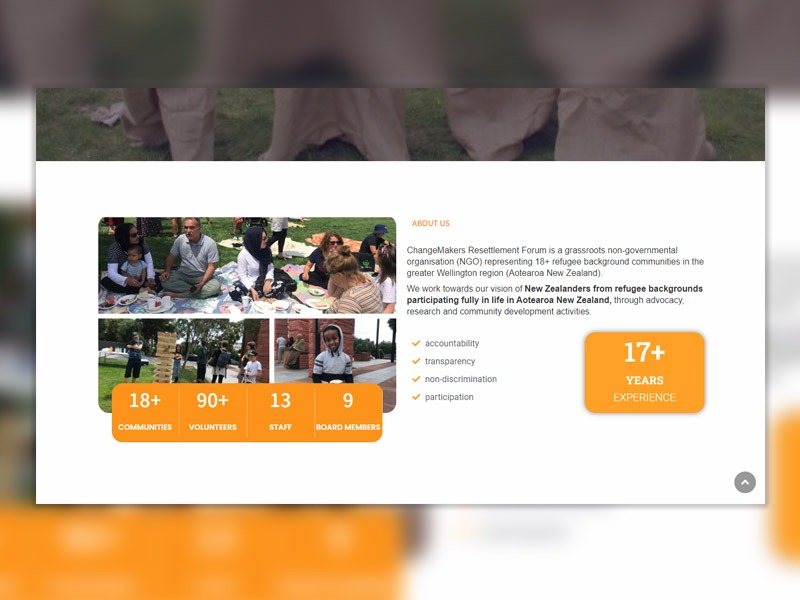 ABOUT US
ChangeMakers Resettlement Forum is a grassroots non-governmental
organisation (NGO) representing 18+ refugee background communities in the
greater Wellington region (Aotearoa New Zealand).
We work towards our vision of New Zealanders from refugee backgrounds
participating fully in life in Aotearoa New Zealand, through advocacy,
research and community development activities.
accountability
transparency
non-discrimination
participation
17+
YEARS
EXPERIENCE
18+ 90+ 13 9
COMMUNITIES VOLUNTEERS STAFF BOARD MEMBERS